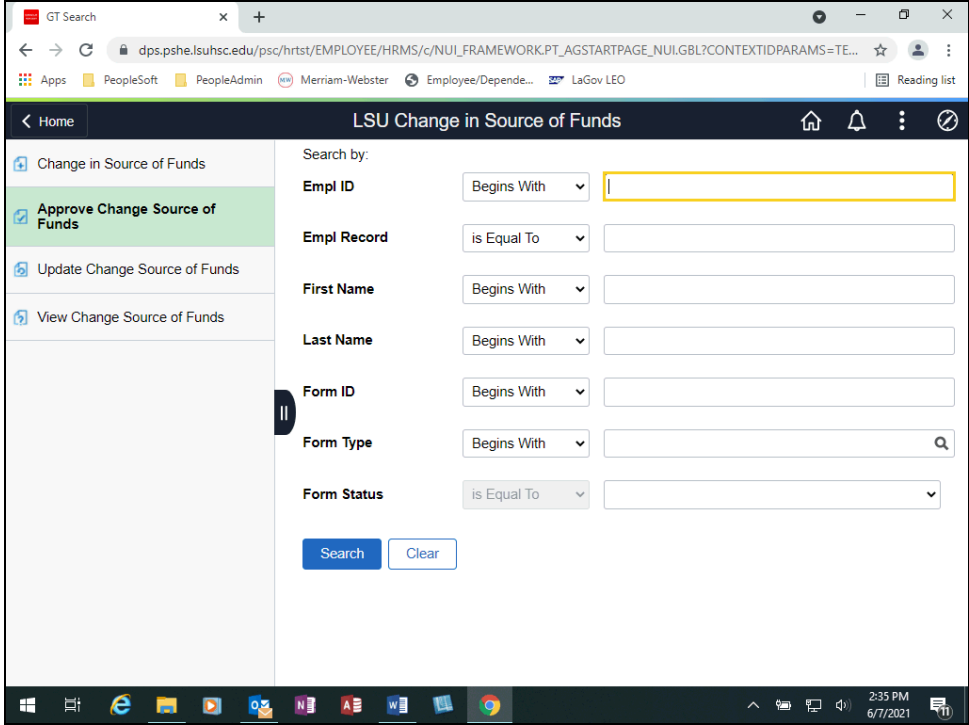 GT Search
dps.pshe.lsuhsc.edu/psc/hrtst/EMPLOYEE/HRMS/c/NUI_FRAMEWORK.PT_AGSTARTPAGE_NUI.GBL?CONTEXTIDPARAMS=TE...
Apps PeopleSoft PeopleAdmin Merriam-Webster Employee/Depende... LaGov LEO Reading list
Home LSU Change in Source of Funds
Change in Source of Funds
Approve Change Source of
Funds
Update Change Source of Funds
View Change Source of Funds
Search by:
Empl ID Begins With
Empl Record is Equal To
First Name Begins With
Last Name Begins With
Form ID Begins With
Form Type Begins With
Form Status is Equal To
Search Clear
2:35 PM
6/7/2021
11